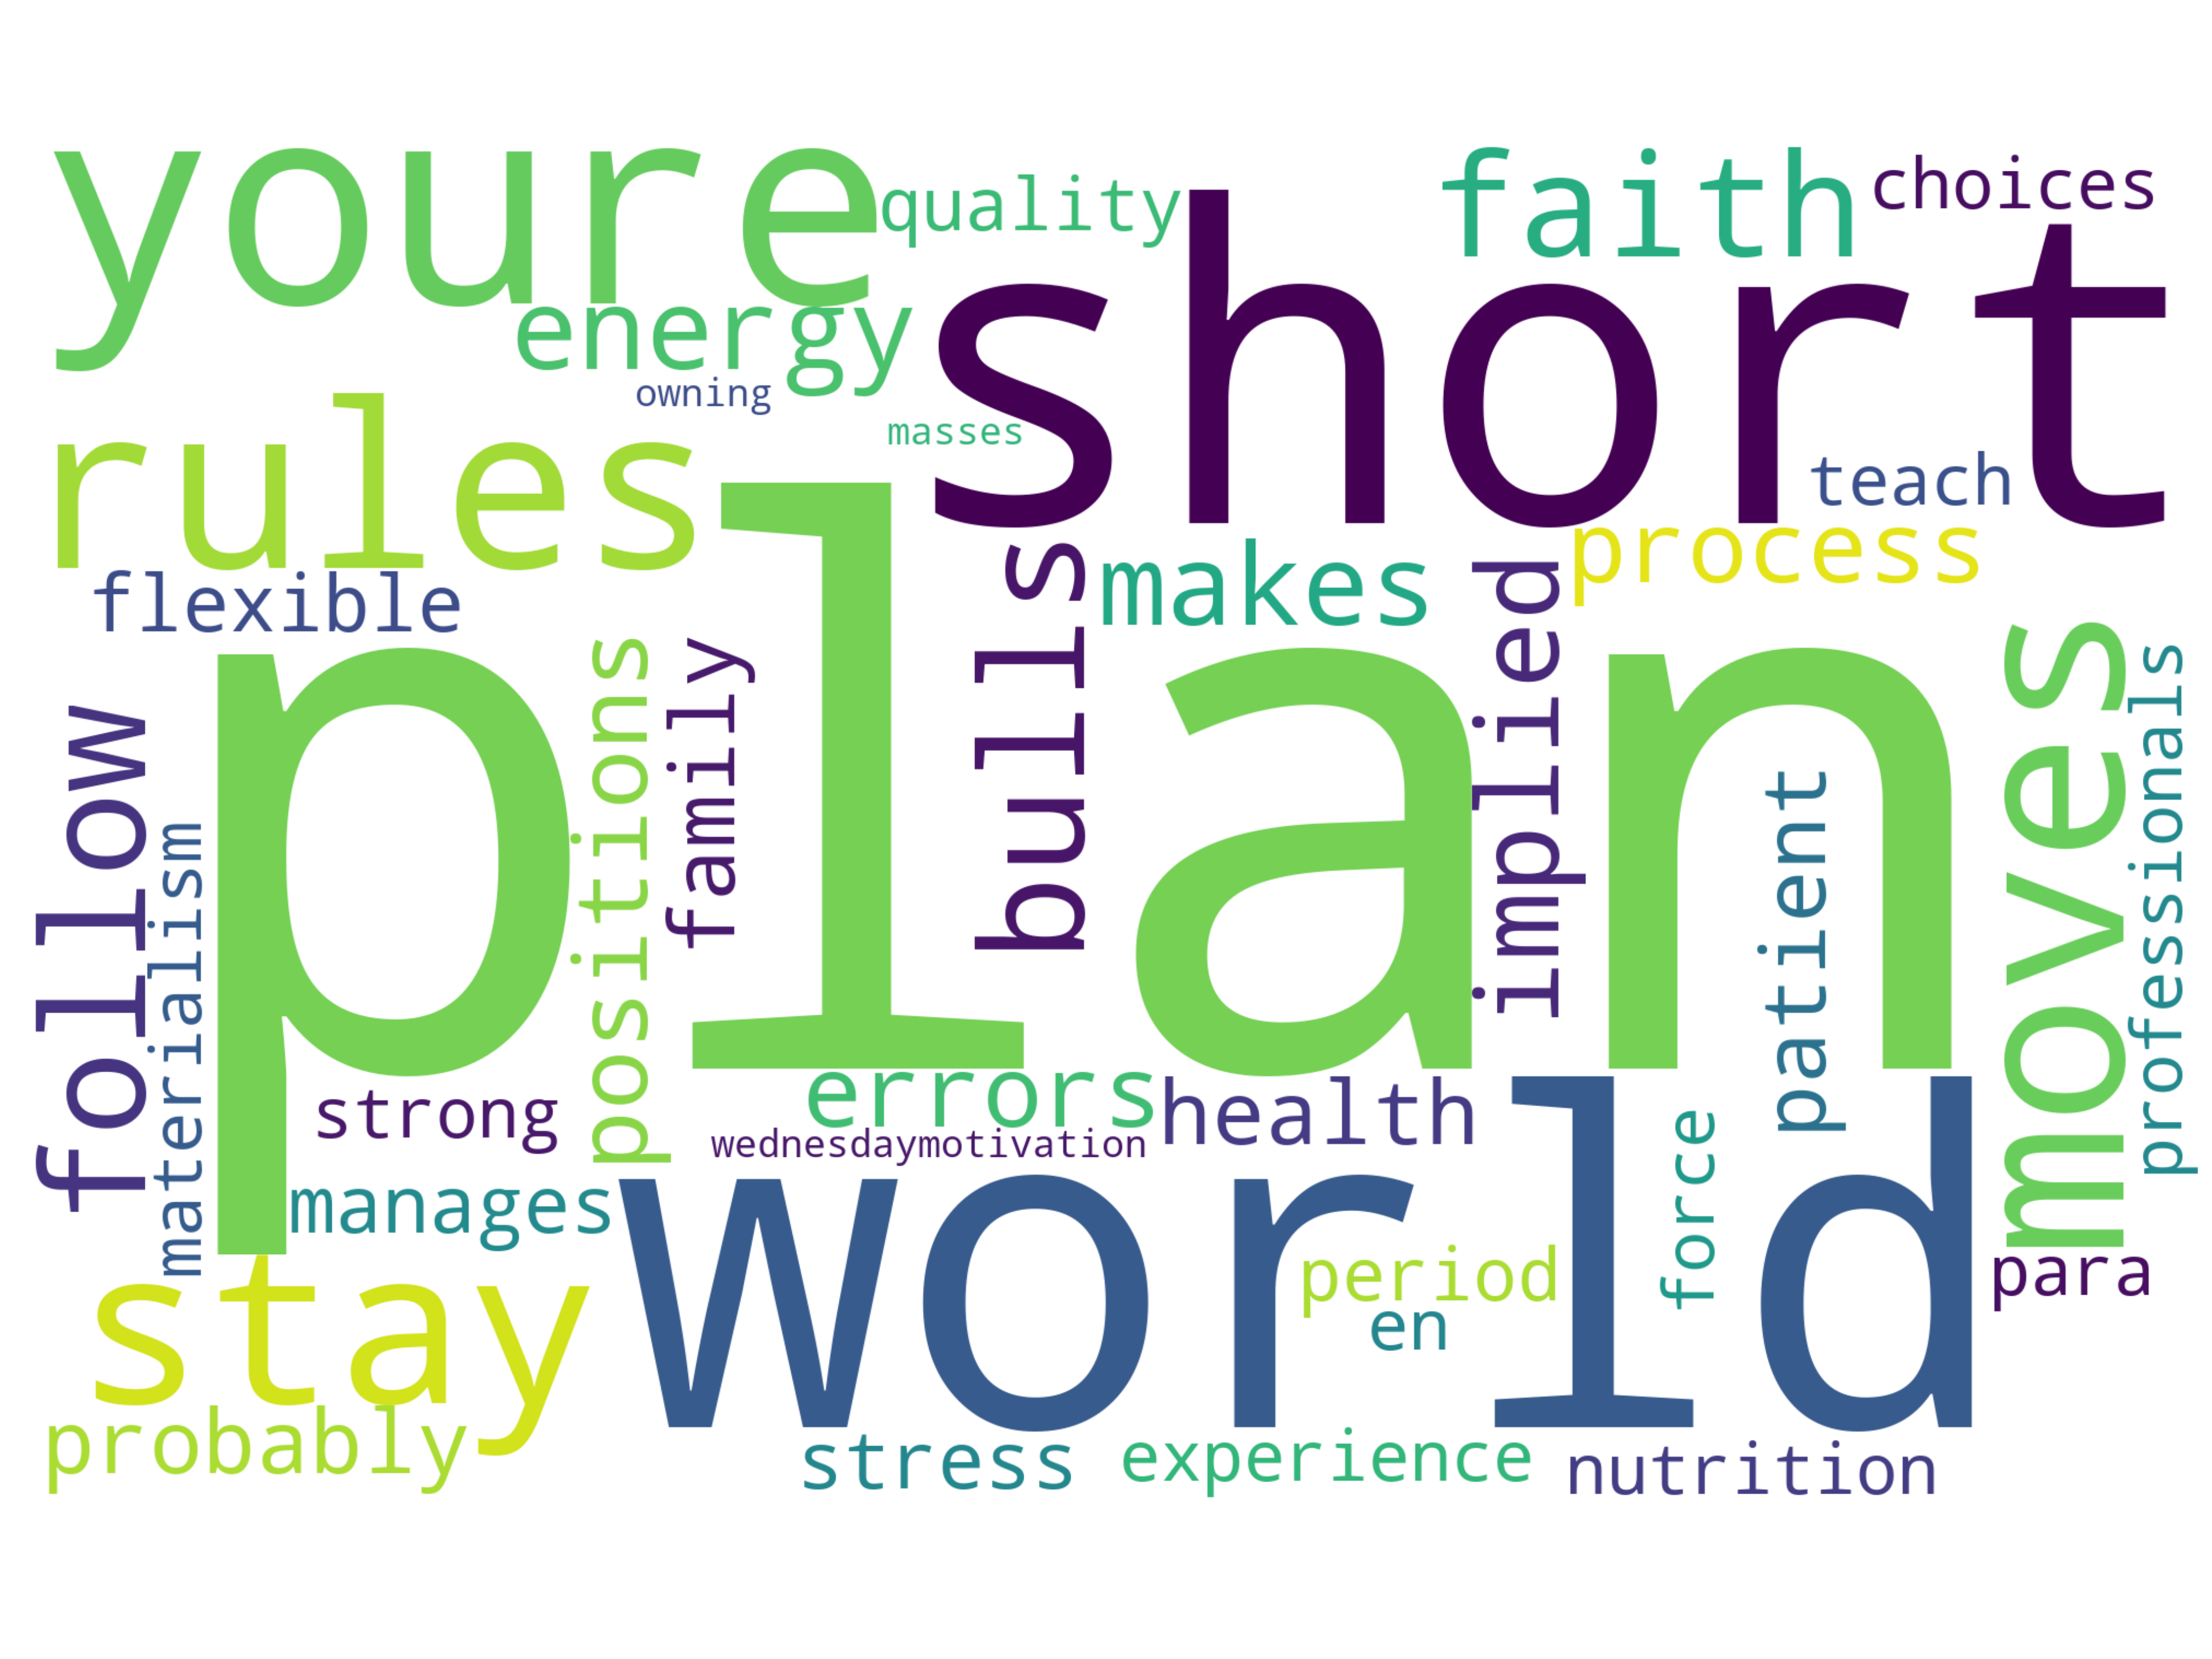 youre
quality
faith
choices
short
energy
owning
masses
rules
teach
process
makes
flexible
bulls
implied
plan
positions
family
follow
materialism
moves
professionals
patient
strong
errors
health
wednesdaymotivation
manages
world
force
period
en
para
stay
probably
stress
experience
nutrition